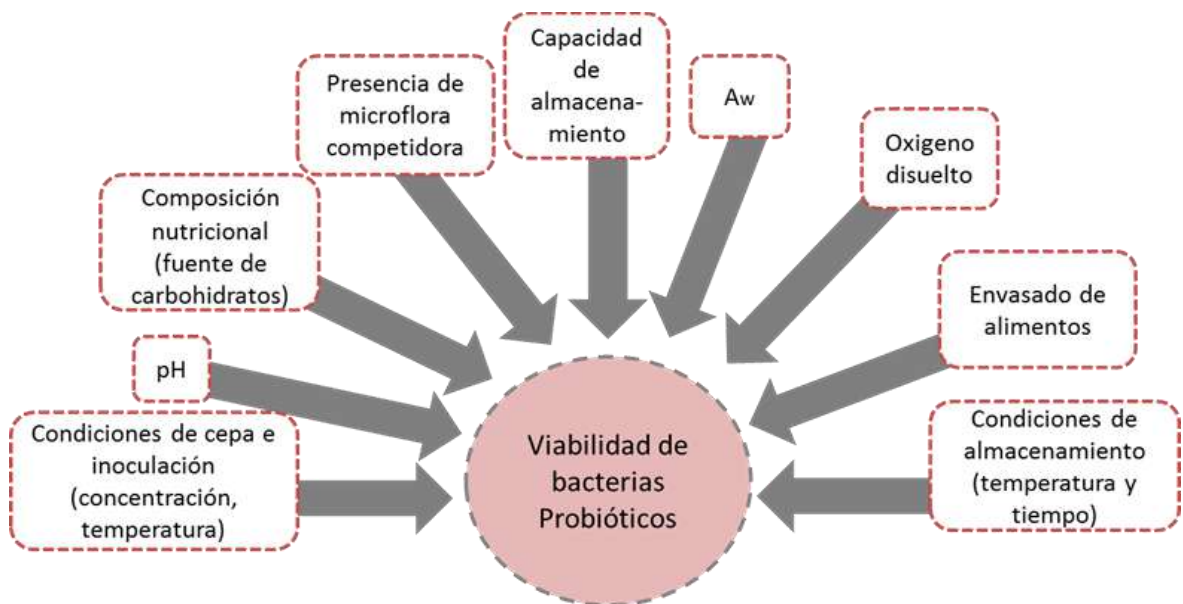 Condiciones de cepa e
inoculación
(concentración,
temperatura)
pH
Composición
nutricional
(fuente de
carbohidratos)
Presencia de
microflora
competidora
Capacidad
de
almacena-
miento
Aw
Oxigeno
disuelto
Envasado de
alimentos
Condiciones de
almacenamiento
(temperatura y
tiempo)
Viabilidad de
bacterias
Probióticos